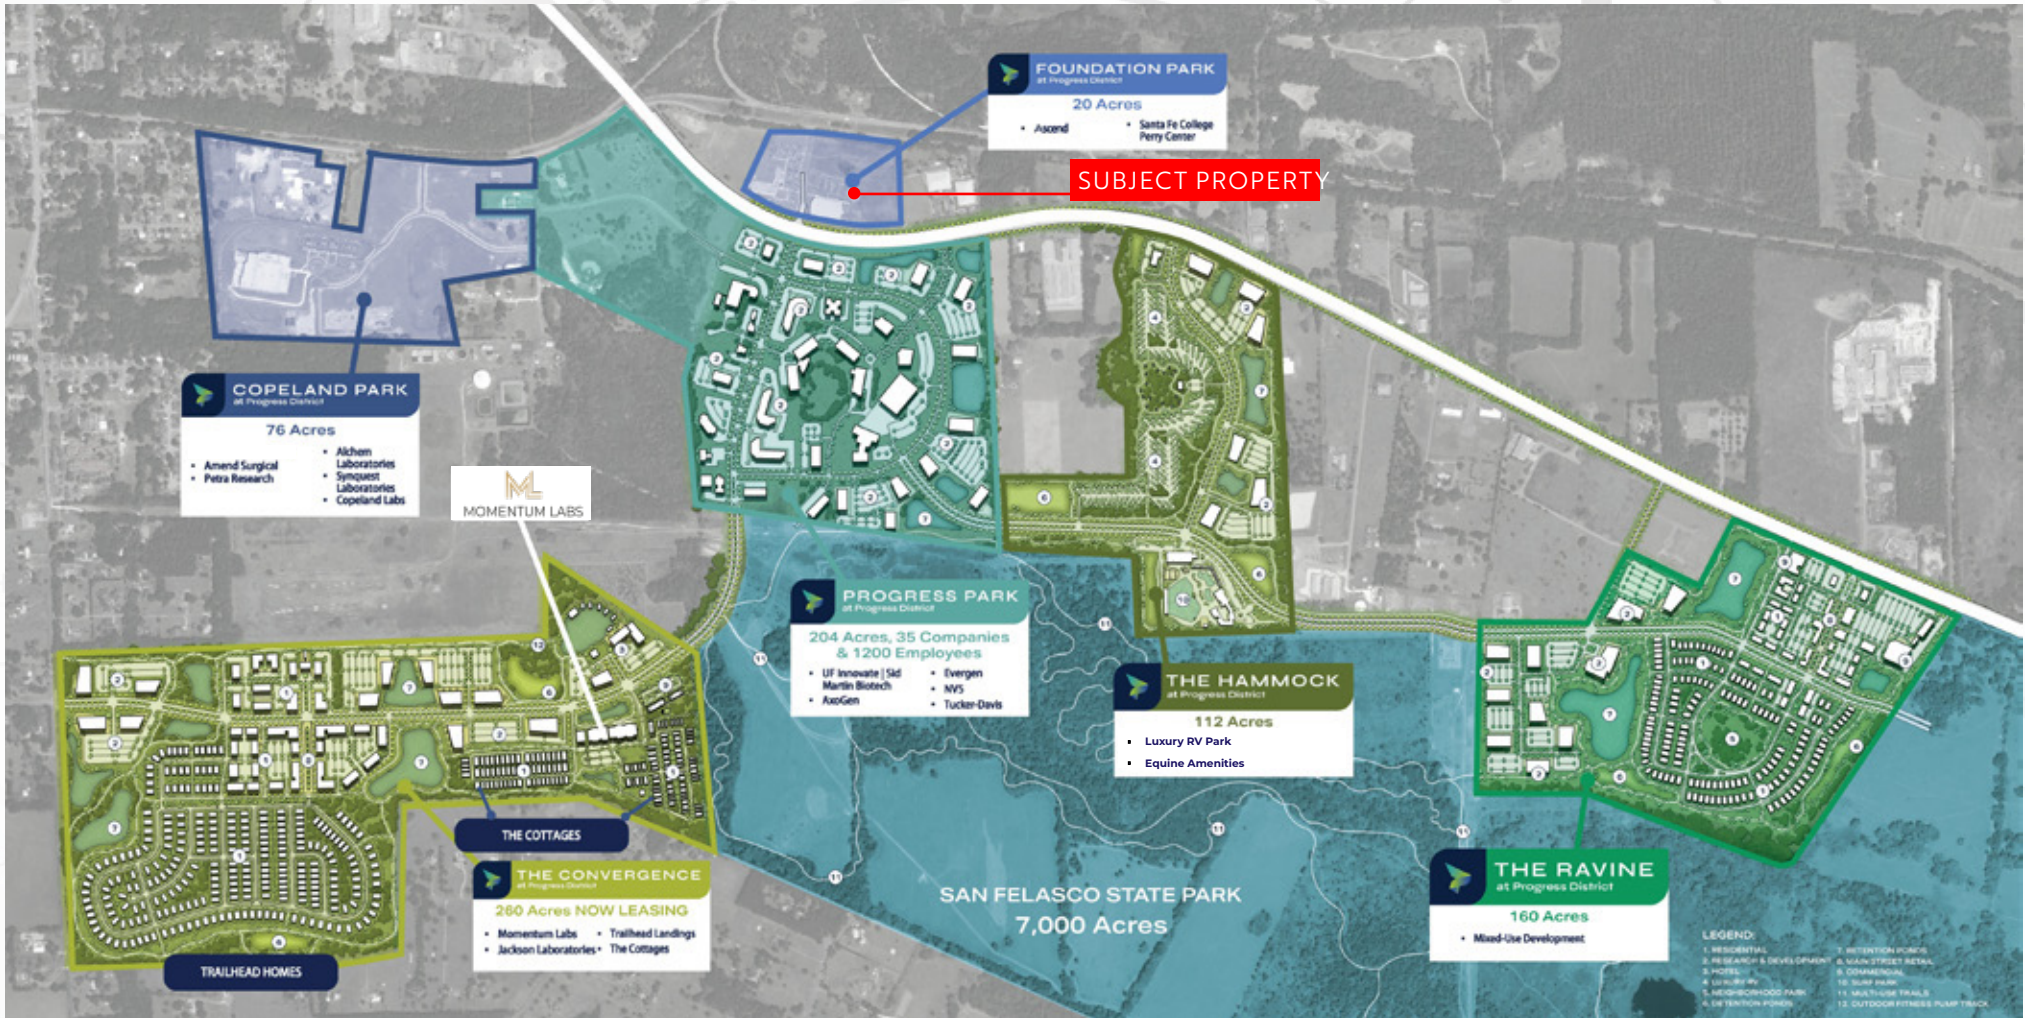 FOUNDATION PARK
at Progress District
20 Acres
• Ascend
• Santa Fe College
Perry Center
SUBJECT PROPERTY
COPELAND PARK
at Progress District
76 Acres
• Amend Surgical
• Petra Research
• Alchem
Laboratories
• Synquest
Laboratories
• Copeland Labs
ML
MOMENTUM LABS
PROGRESS PARK
at Progress District
204 Acres, 35 Companies
& 1200 Employees
• UF Innovate | Sid
Martin Biotech
• AxoGen
• Evergen
• NV5
• Tucker-Davis
THE HAMMOCK
at Progress District
112 Acres
▪ Luxury RV Park
▪ Equine Amenities
THE COTTAGES
THE CONVERGENCE
at Progress District
260 Acres NOW LEASING
• Momentum Labs
• Jackson Laboratories
• Trailhead Landings
• The Cottages
TRAILHEAD HOMES
SAN FELASCO STATE PARK
7,000 Acres
THE RAVINE
at Progress District
160 Acres
• Mixed-Use Development
LEGEND:
1. RESIDENTIAL
2. RESEARCH & DEVELOPMENT
3. HOTEL
4. LUXURY RV
5. NEIGHBORHOOD PARK
6. DETENTION PONDS
7. RETENTION PONDS
8. MAIN STREET RETAIL
9. COMMERCIAL
10. SURF PARK
11. MULTI-USE TRAILS
12. OUTDOOR FITNESS PUMP TRACK